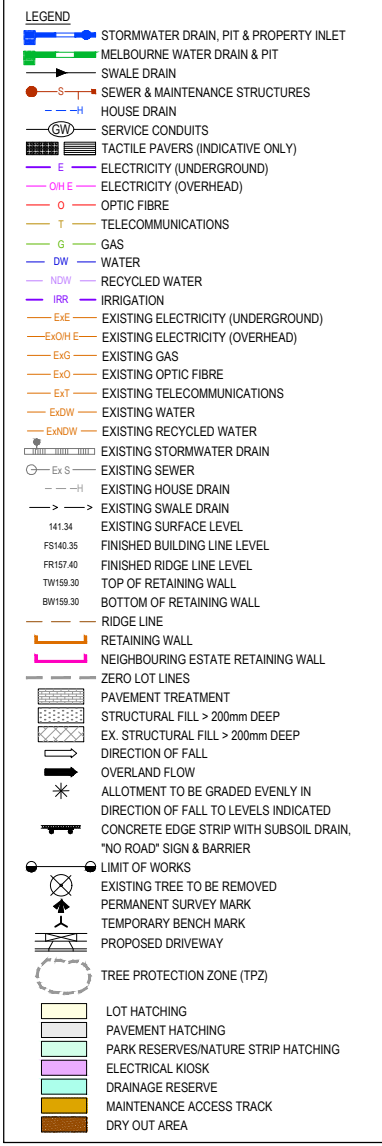 LEGEND
STORMWATER DRAIN, PIT & PROPERTY INLET
MELBOURNE WATER DRAIN & PIT
SWALE DRAIN
S SEWER & MAINTENANCE STRUCTURES
H HOUSE DRAIN
GW SERVICE CONDUITS
TACTILE PAVERS (INDICATIVE ONLY)
E ELECTRICITY (UNDERGROUND)
O/H E ELECTRICITY (OVERHEAD)
O OPTIC FIBRE
T TELECOMMUNICATIONS
G GAS
DW WATER
NDW RECYCLED WATER
IRR IRRIGATION
ExE EXISTING ELECTRICITY (UNDERGROUND)
ExO/H E EXISTING ELECTRICITY (OVERHEAD)
ExG EXISTING GAS
ExO EXISTING OPTIC FIBRE
ExT EXISTING TELECOMMUNICATIONS
ExDW EXISTING WATER
ExNDW EXISTING RECYCLED WATER
EXISTING STORMWATER DRAIN
Ex S EXISTING SEWER
H EXISTING HOUSE DRAIN
EXISTING SWALE DRAIN
141.34 EXISTING SURFACE LEVEL
FS140.35 FINISHED BUILDING LINE LEVEL
FR157.40 FINISHED RIDGE LINE LEVEL
TW159.30 TOP OF RETAINING WALL
BW159.30 BOTTOM OF RETAINING WALL
RIDGE LINE
RETAINING WALL
NEIGHBOURING ESTATE RETAINING WALL
ZERO LOT LINES
PAVEMENT TREATMENT
STRUCTURAL FILL > 200mm DEEP
EX. STRUCTURAL FILL > 200mm DEEP
DIRECTION OF FALL
OVERLAND FLOW
ALLOTMENT TO BE GRADED EVENLY IN
DIRECTION OF FALL TO LEVELS INDICATED
CONCRETE EDGE STRIP WITH SUBSOIL DRAIN,
"NO ROAD" SIGN & BARRIER
LIMIT OF WORKS
EXISTING TREE TO BE REMOVED
PERMANENT SURVEY MARK
TEMPORARY BENCH MARK
PROPOSED DRIVEWAY
TREE PROTECTION ZONE (TPZ)
LOT HATCHING
PAVEMENT HATCHING
PARK RESERVES/NATURE STRIP HATCHING
ELECTRICAL KIOSK
DRAINAGE RESERVE
MAINTENANCE ACCESS TRACK
DRY OUT AREA